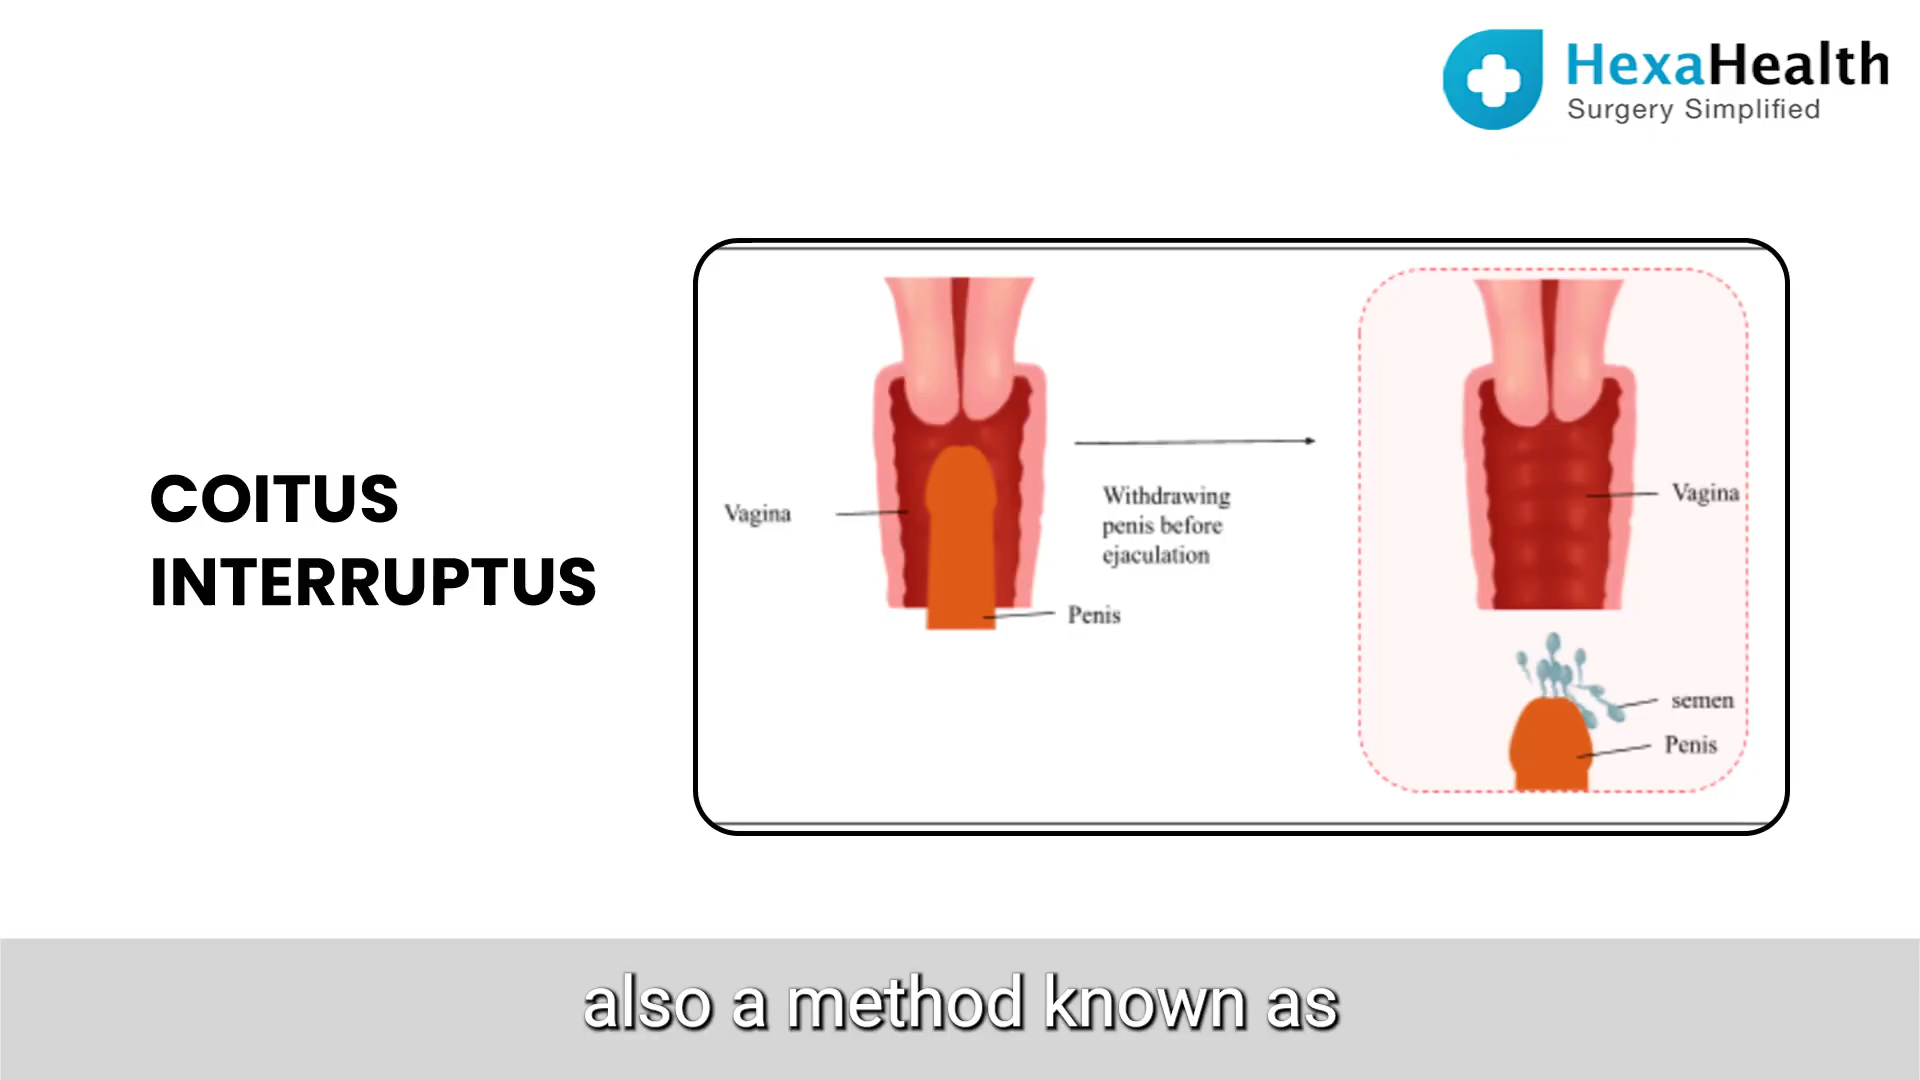 HexaHealth
Surgery Simplified
COITUS
INTERRUPTUS
Vagina
Withdrawing
penis before
ejaculation
Penis
Vagina
semen
Penis
also a method known as